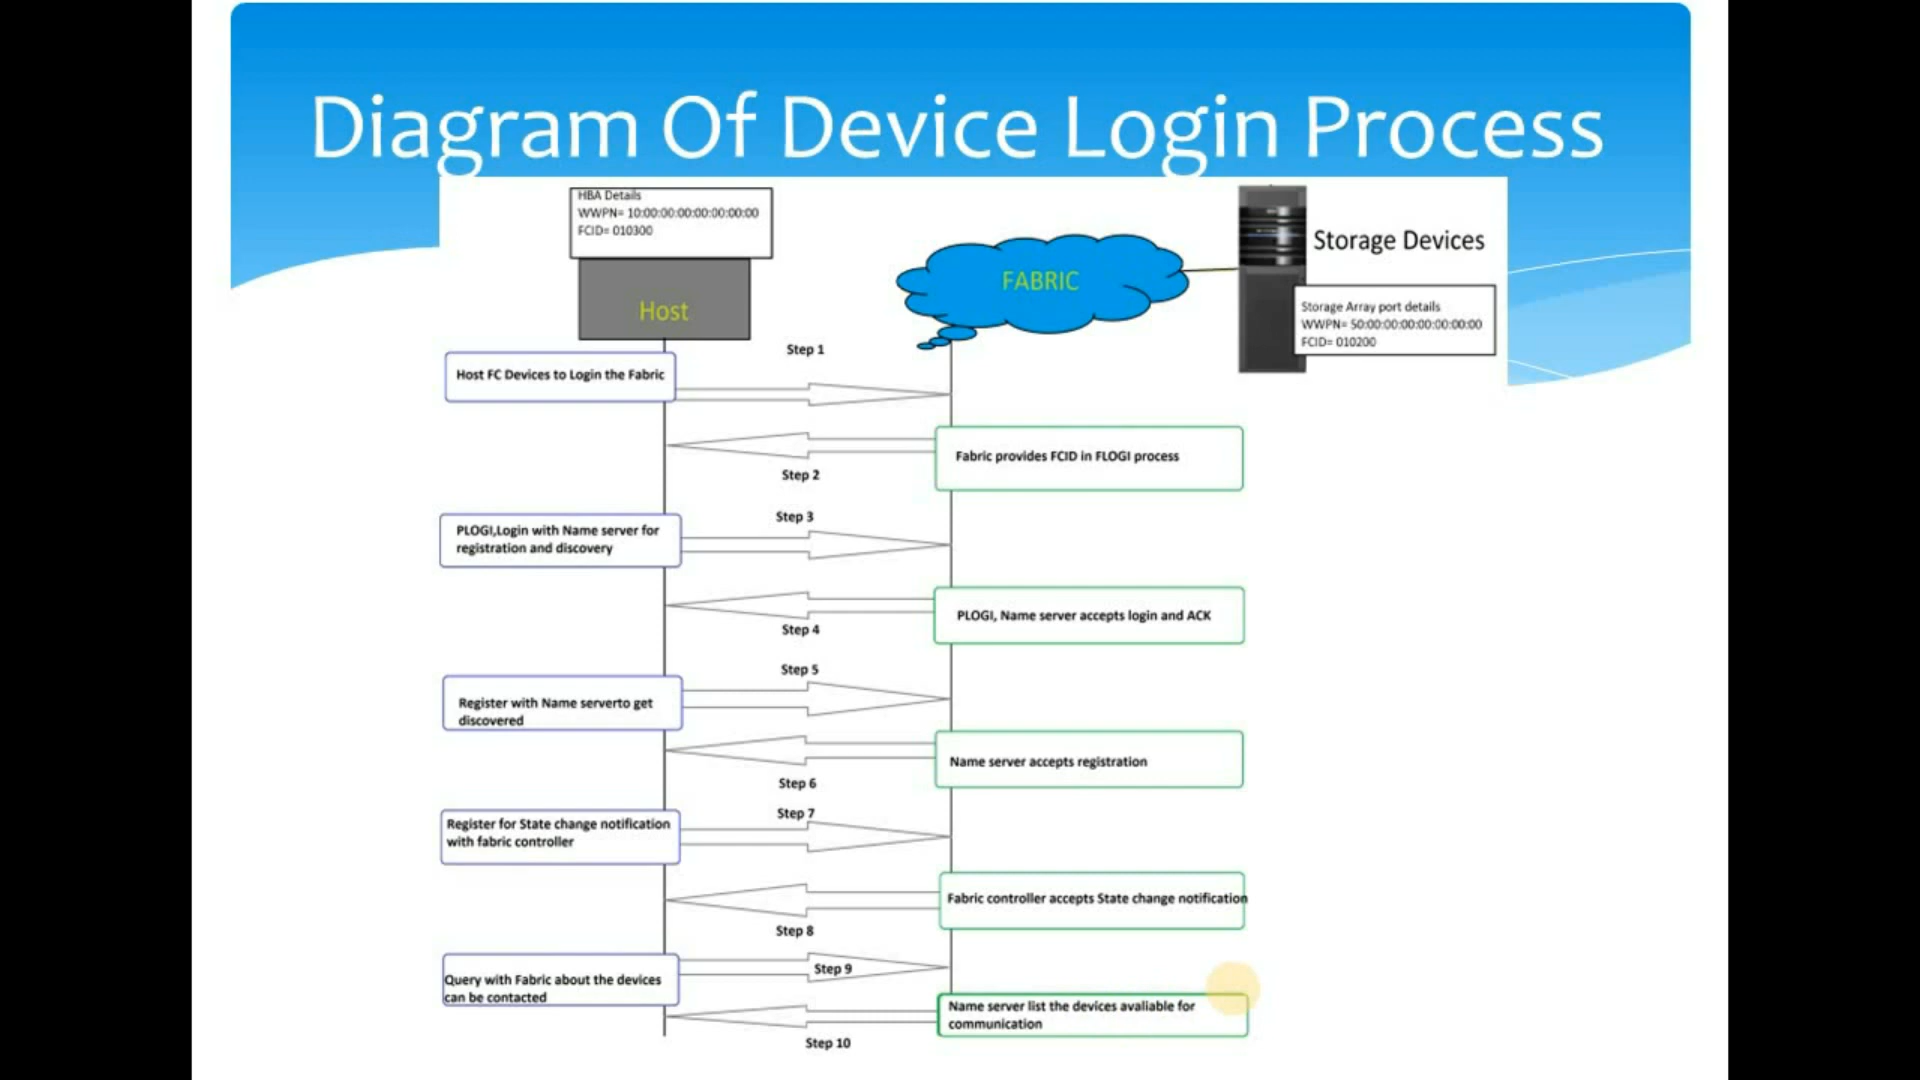 Diagram Of Device Login Process
HBA Details
WWPN= 10:00:00:00:00:00:00:00
FCID= 010300
Host
FABRIC
Storage Devices
Storage Array port details
WWPN= 50:00:00:00:00:00:00:00
FCID= 010200
Step 1
Host FC Devices to Login the Fabric
Fabric provides FCID in FLOGI process
Step 2
Step 3
PLOGI,Login with Name server for
registration and discovery
PLOGI, Name server accepts login and ACK
Step 4
Step 5
Register with Name serverto get
discovered
Name server accepts registration
Step 6
Step 7
Register for State change notification
with fabric controller
Fabric controller accepts State change notification
Step 8
Step 9
Query with Fabric about the devices
can be contacted
Name server list the devices avaliable for
communication
Step 10